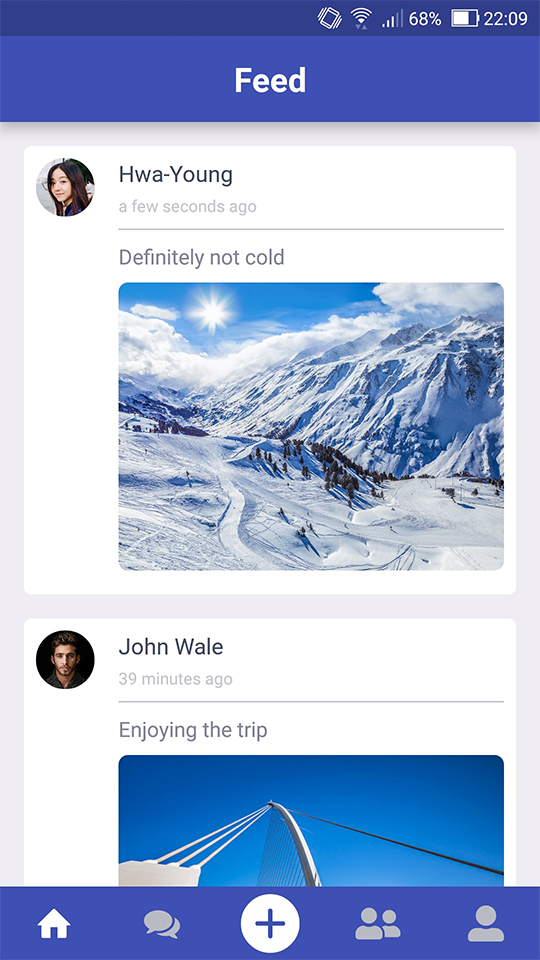 68% 22:09
Feed
Hwa-Young
a few seconds ago
Definitely not cold
John Wale
39 minutes ago
Enjoying the trip